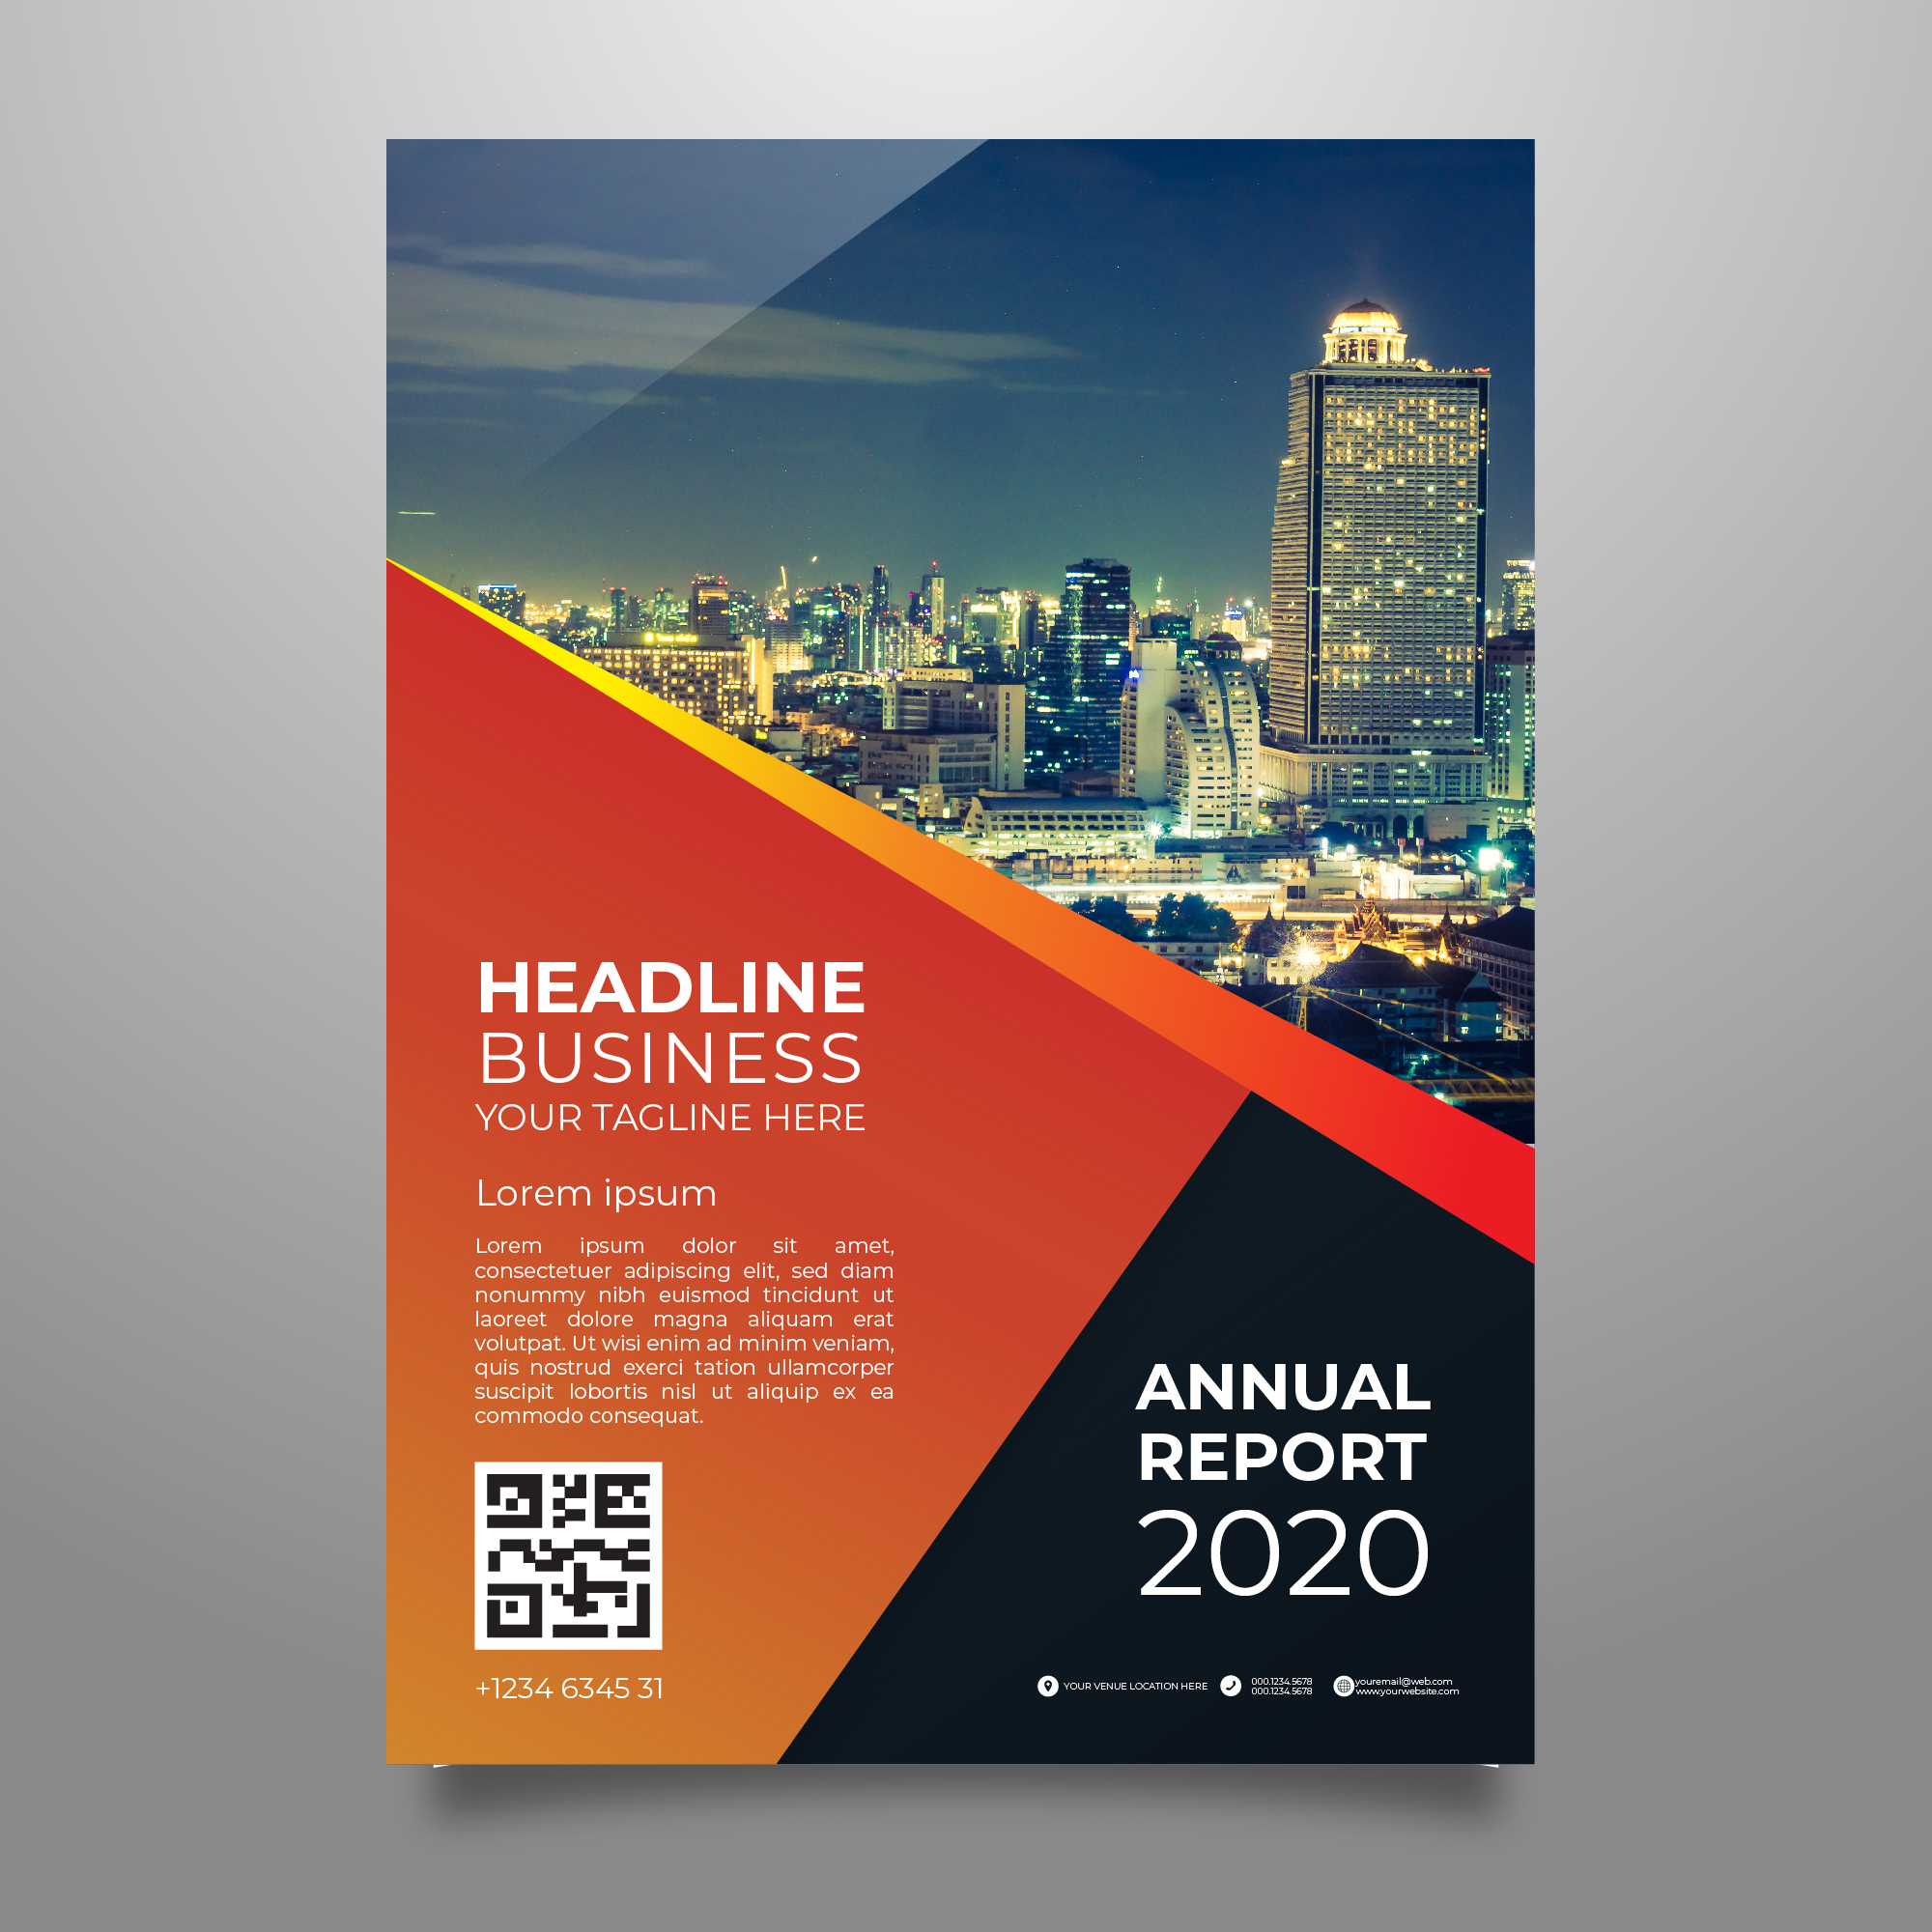 HEADLINE
BUSINESS
YOUR TAGLINE HERE
Lorem ipsum
Lorem ipsum dolor sit amet,
consectetuer adipiscing elit, sed diam
nonummy nibh euismod tincidunt ut
laoreet dolore magna aliquam erat
volutpat. Ut wisi enim ad minim veniam,
quis nostrud exerci tation ullamcorper
suscipit lobortis nisl ut aliquip ex ea
commodo consequat.
+1234 6345 31
ANNUAL
REPORT
2020
YOUR VENUE LOCATION HERE
000.1234.5678
000.1234.5678
youremail@web.com
www.yourwebsite.com